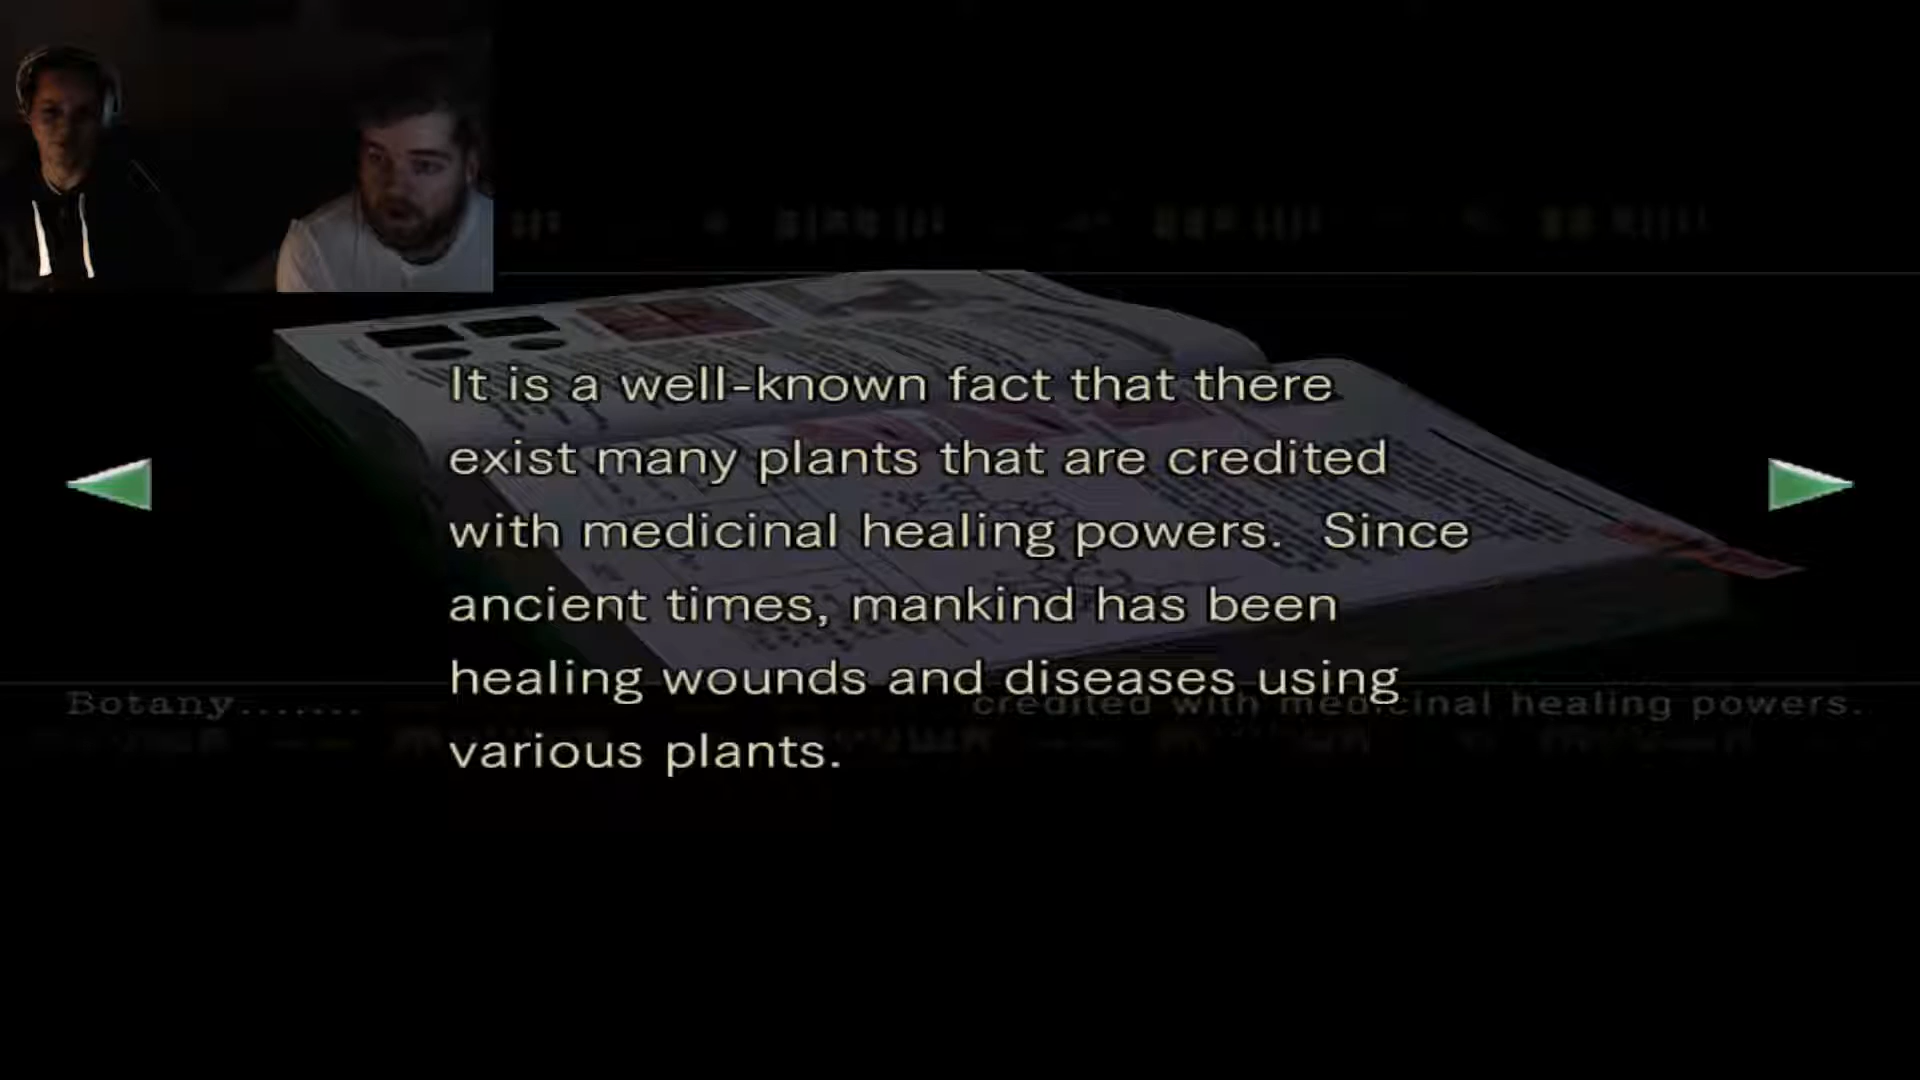 It is a well-known fact that there
exist many plants that are credited
with medicinal healing powers.  Since
ancient times, mankind has been
healing wounds and diseases using
various plants.
Botany.......
credited with medicinal healing powers.